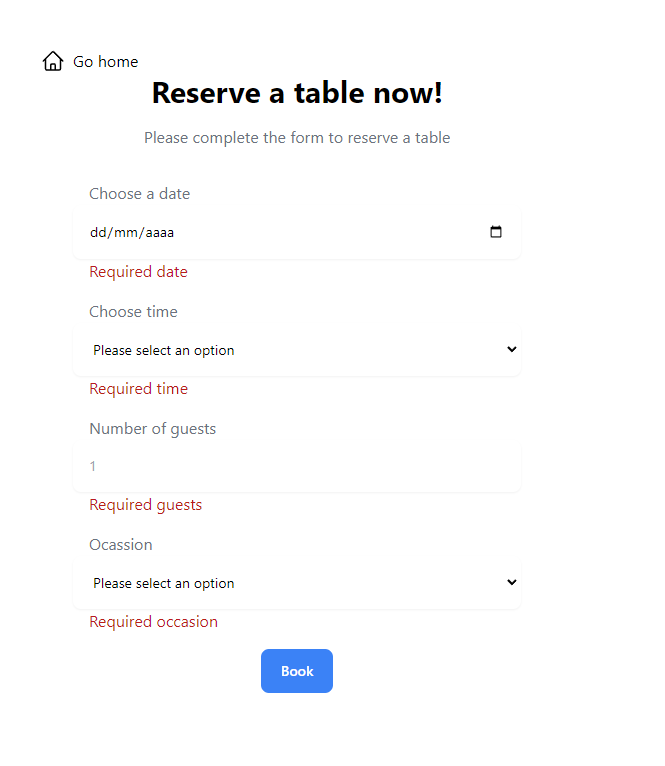 Go home
Reserve a table now!
Please complete the form to reserve a table
Choose a date
dd/mm/aaaa
Required date
Choose time
Please select an option
Required time
Number of guests
1
Required guests
Ocassion
Please select an option
Required occasion
Book